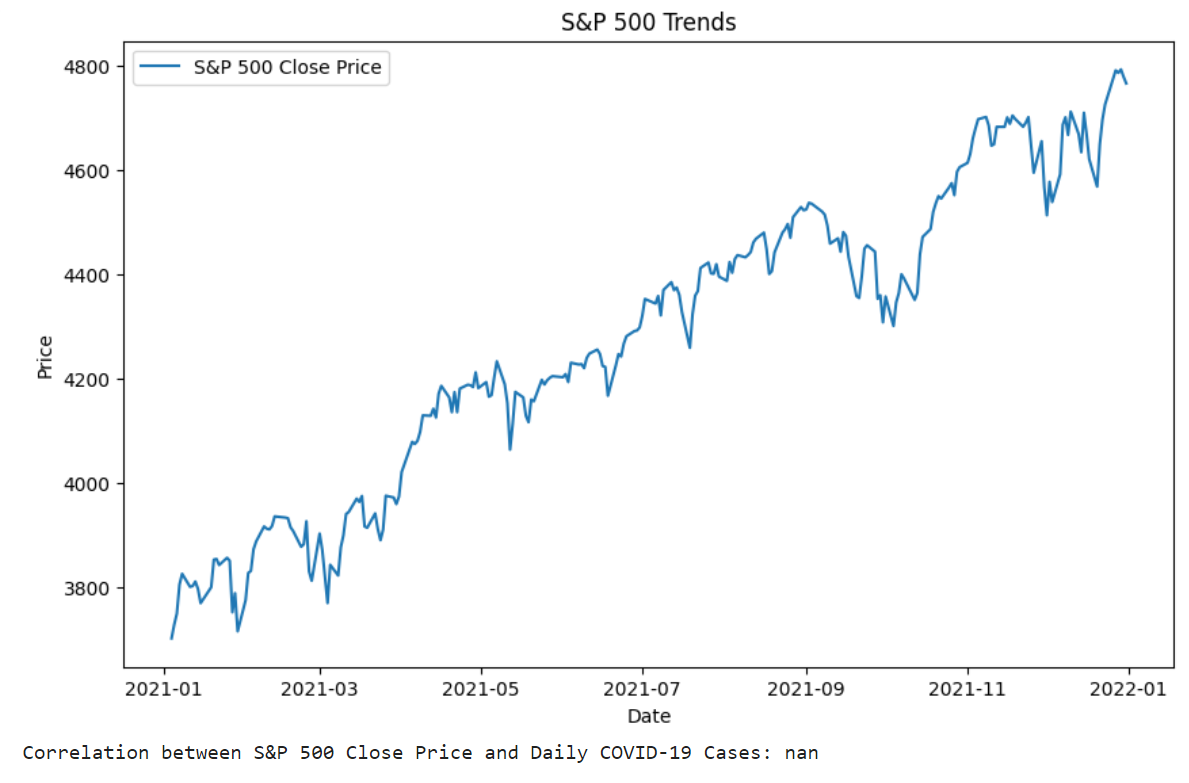 S&P 500 Trends
S&P 500 Close Price
4800
4600
4400
4200
4000
3800
Price
2021-01 2021-03 2021-05 2021-07 2021-09 2021-11 2022-01
Date
Correlation between S&P 500 Close Price and Daily COVID-19 Cases: nan